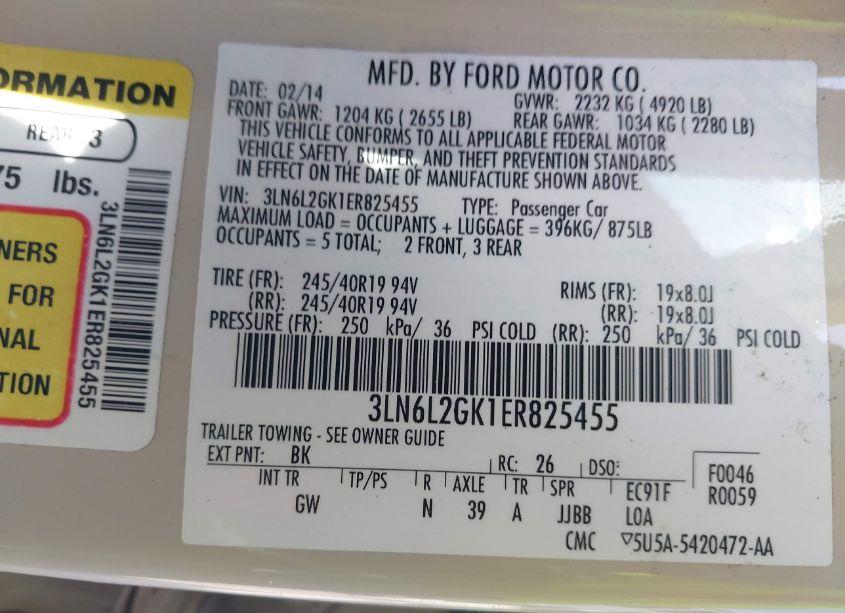 ORMATION
REAR 3
75 lbs.
3LN6L2GK1ER825455
NERS
FOR
NAL
TION
MFD. BY FORD MOTOR CO.
DATE: 02/14 GVWR: 2232 KG ( 4920 LB)
FRONT GAWR: 1204 KG ( 2655 LB) REAR GAWR: 1034 KG ( 2280 LB)
THIS VEHICLE CONFORMS TO ALL APPLICABLE FEDERAL MOTOR
VEHICLE SAFETY, BUMPER, AND THEFT PREVENTION STANDARDS
IN EFFECT ON THE DATE OF MANUFACTURE SHOWN ABOVE.
VIN: 3LN6L2GK1ER825455 TYPE: Passenger Car
MAXIMUM LOAD = OCCUPANTS + LUGGAGE = 396KG/ 875LB
OCCUPANTS = 5 TOTAL; 2 FRONT, 3 REAR
TIRE (FR): 245/40R19 94V RIMS (FR): 19x8.0J
(RR): 245/40R19 94V (RR): 19x8.0J
PRESSURE (FR): 250 kPa/ 36 PSI COLD (RR): 250 kPa/ 36 PSI COLD
3LN6L2GK1ER825455
TRAILER TOWING - SEE OWNER GUIDE
EXT PNT: BK RC: 26 DSO: F0046
INT TR TP/PS R AXLE TR SPR EC91F R0059
GW N 39 A JJBB LOA
CMC ▽5U5A-5420472-AA